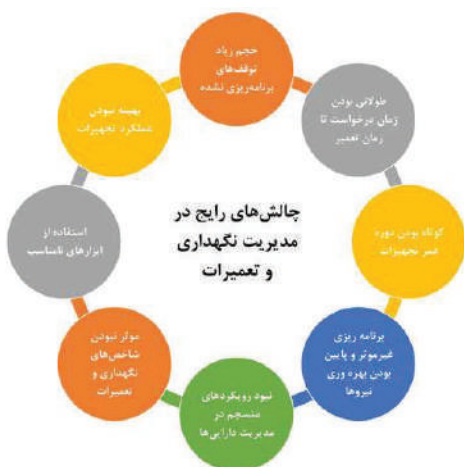 چالش‌های رایج در
مدیریت نگهداری
و تعمیرات
حجم زیاد
توقف‌های
برنامه‌ریزی نشده
طولانی بودن
زمان درخواست تا
زمان تعمیر
کوتاه بودن دوره
عمر تجهیزات
برنامه ریزی
غیرموثر و پایین
بودن بهره وری
نیروها
نبود رویکردهای
منسجم در
مدیریت دارایی‌ها
موثر نبودن
شاخص‌های
نگهداری و
تعمیرات
استفاده از
ابزارهای نامناسب
بهینه نبودن
عملکرد تجهیزات